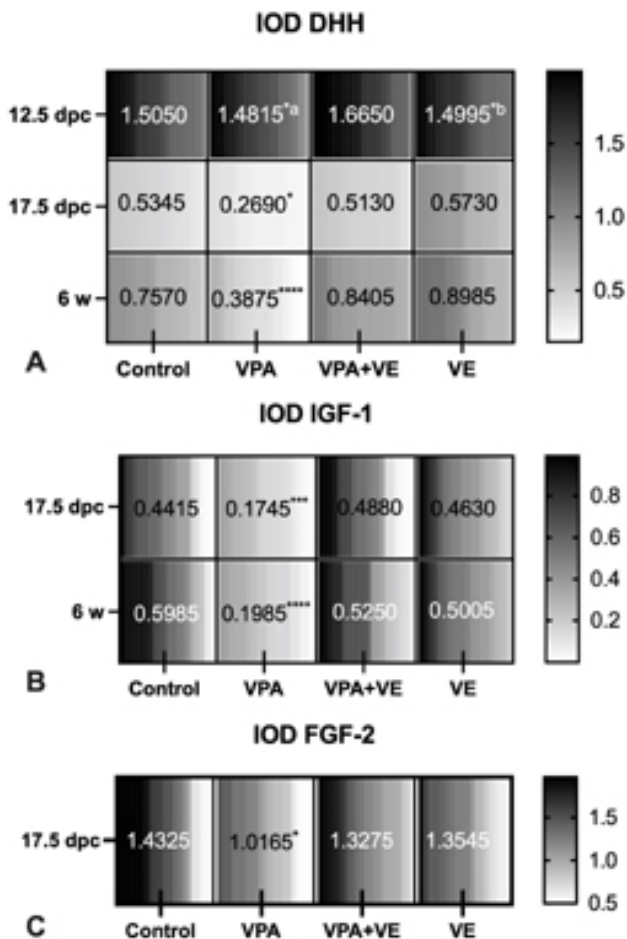 IOD DHH
12.5 dpc 1.5050 1.4815*a 1.6650 1.4995*b 1.5
17.5 dpc 0.5345 0.2690* 0.5130 0.5730 1.0
6 w 0.7570 0.3875**** 0.8405 0.8985 0.5
A Control VPA VPA+VE VE
IOD IGF-1
17.5 dpc 0.4415 0.1745*** 0.4880 0.4630 0.8
0.6
0.4
6 w 0.5985 0.1985**** 0.5250 0.5005 0.2
B Control VPA VPA+VE VE
IOD FGF-2
1.5
17.5 dpc 1.4325 1.0165* 1.3275 1.3545 1.0
0.5
C Control VPA VPA+VE VE